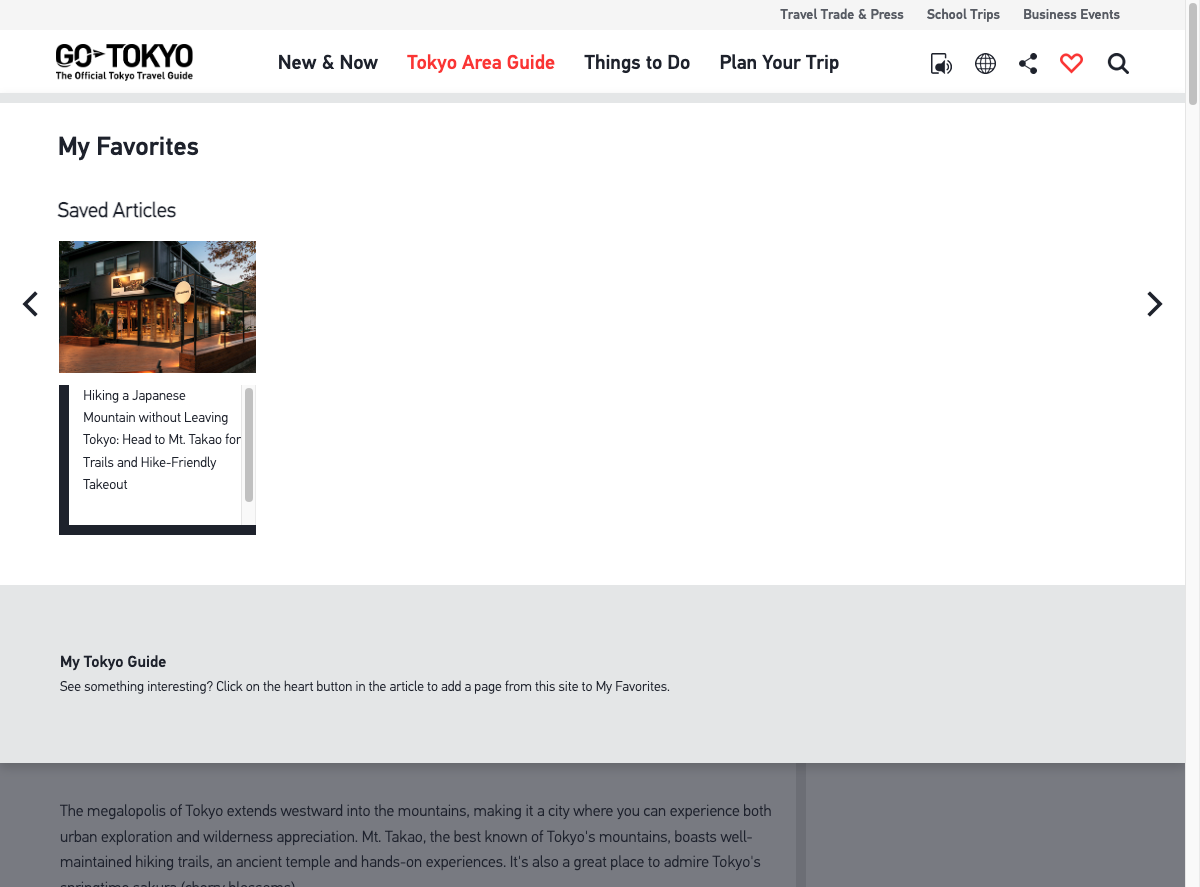 Travel Trade & Press School Trips Business Events
GO TOKYO
The Official Tokyo Travel Guide
New & Now Tokyo Area Guide Things to Do Plan Your Trip
My Favorites
Saved Articles
Hiking a Japanese
Mountain without Leaving
Tokyo: Head to Mt. Takao for
Trails and Hike-Friendly
Takeout
My Tokyo Guide
See something interesting? Click on the heart button in the article to add a page from this site to My Favorites.
The megalopolis of Tokyo extends westward into the mountains, making it a city where you can experience both
urban exploration and wilderness appreciation. Mt. Takao, the best known of Tokyo's mountains, boasts well-
maintained hiking trails, an ancient temple and hands-on experiences. It's also a great place to admire Tokyo's
springtime sakura (cherry blossoms).